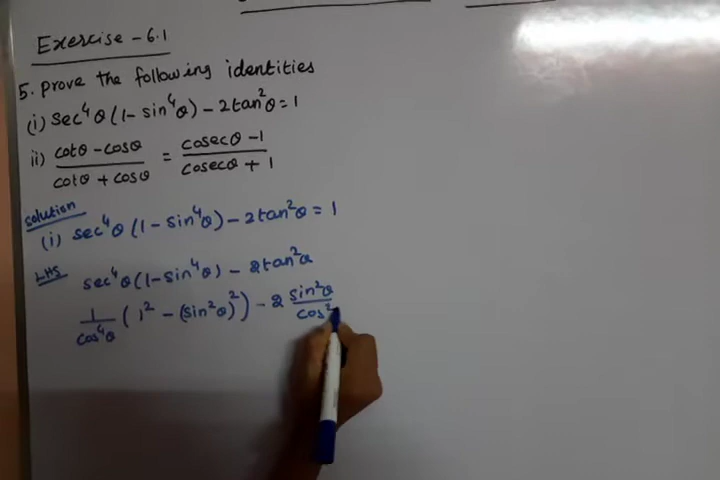 Exercise - 6.1
5. prove the following identities
(i) sec⁴θ(1-sin⁴θ) - 2tan²θ = 1
ii) (cotθ - cosθ)/(cotθ + cosθ) = (cosecθ - 1)/(cosecθ + 1)
solution
(i) sec⁴θ(1-sin⁴θ) - 2tan²θ = 1
LHS
sec⁴θ(1-sin⁴θ) - 2tan²θ
1/cos⁴θ (1² - (sin²θ)²) - 2 sin²θ/cos²